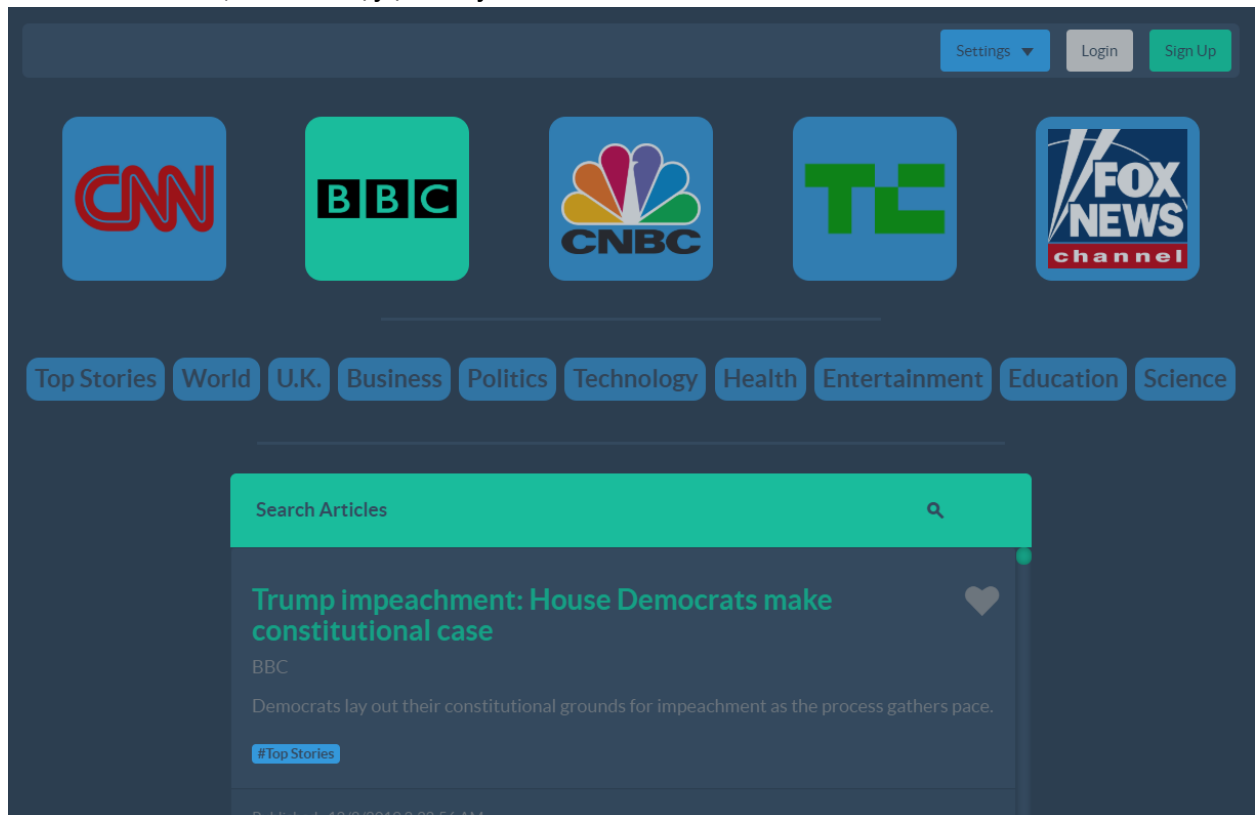 Settings
Login
Sign Up
CNN
BBC
CNBC
TC
FOX
NEWS
channel
Top Stories World U.K. Business Politics Technology Health Entertainment Education Science
Search Articles
Trump impeachment: House Democrats make
constitutional case
BBC
Democrats lay out their constitutional grounds for impeachment as the process gathers pace.
#Top Stories